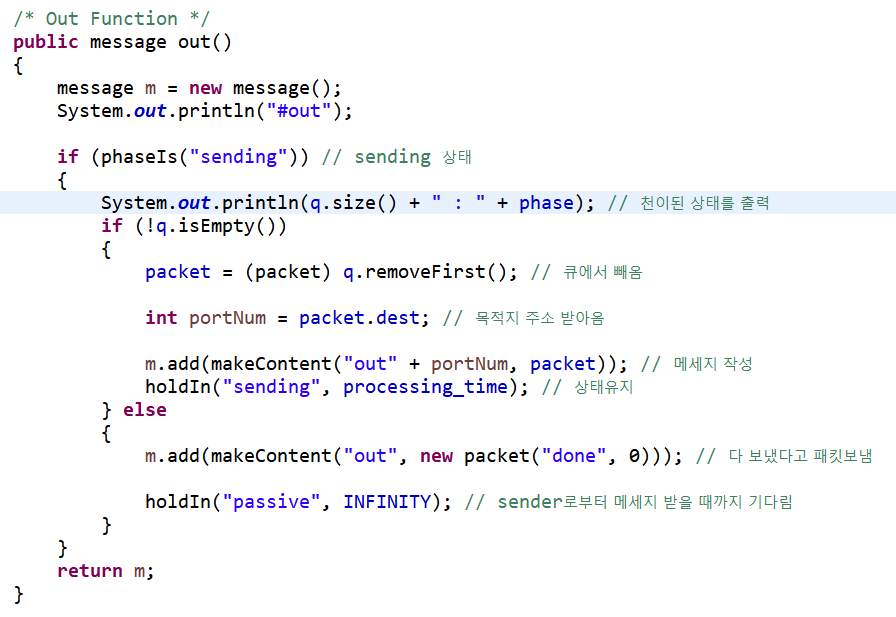 /* Out Function */
public message out()
{
    message m = new message();
    System.out.println("#out");

    if (phaseIs("sending")) // sending 상태
    {
        System.out.println(q.size() + " : " + phase); // 천이된 상태를 출력
        if (!q.isEmpty())
        {
            packet = (packet) q.removeFirst(); // 큐에서 빼옴

            int portNum = packet.dest; // 목적지 주소 받아옴

            m.add(makeContent("out" + portNum, packet)); // 메세지 작성
            holdIn("sending", processing_time); // 상태유지
        } else
        {
            m.add(makeContent("out", new packet("done", 0))); // 다 보냈다고 패킷보냄

            holdIn("passive", INFINITY); // sender로부터 메세지 받을 때까지 기다림
        }
    }
    return m;
}